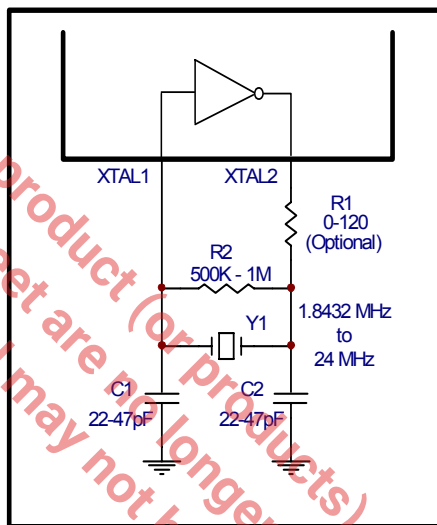 XTAL1
XTAL2
R1
0-120
(Optional)
R2
500K - 1M
Y1
1.8432 MHz
to
24 MHz
C1
22-47pF
C2
22-47pF
product (or products)
are no longer
may not